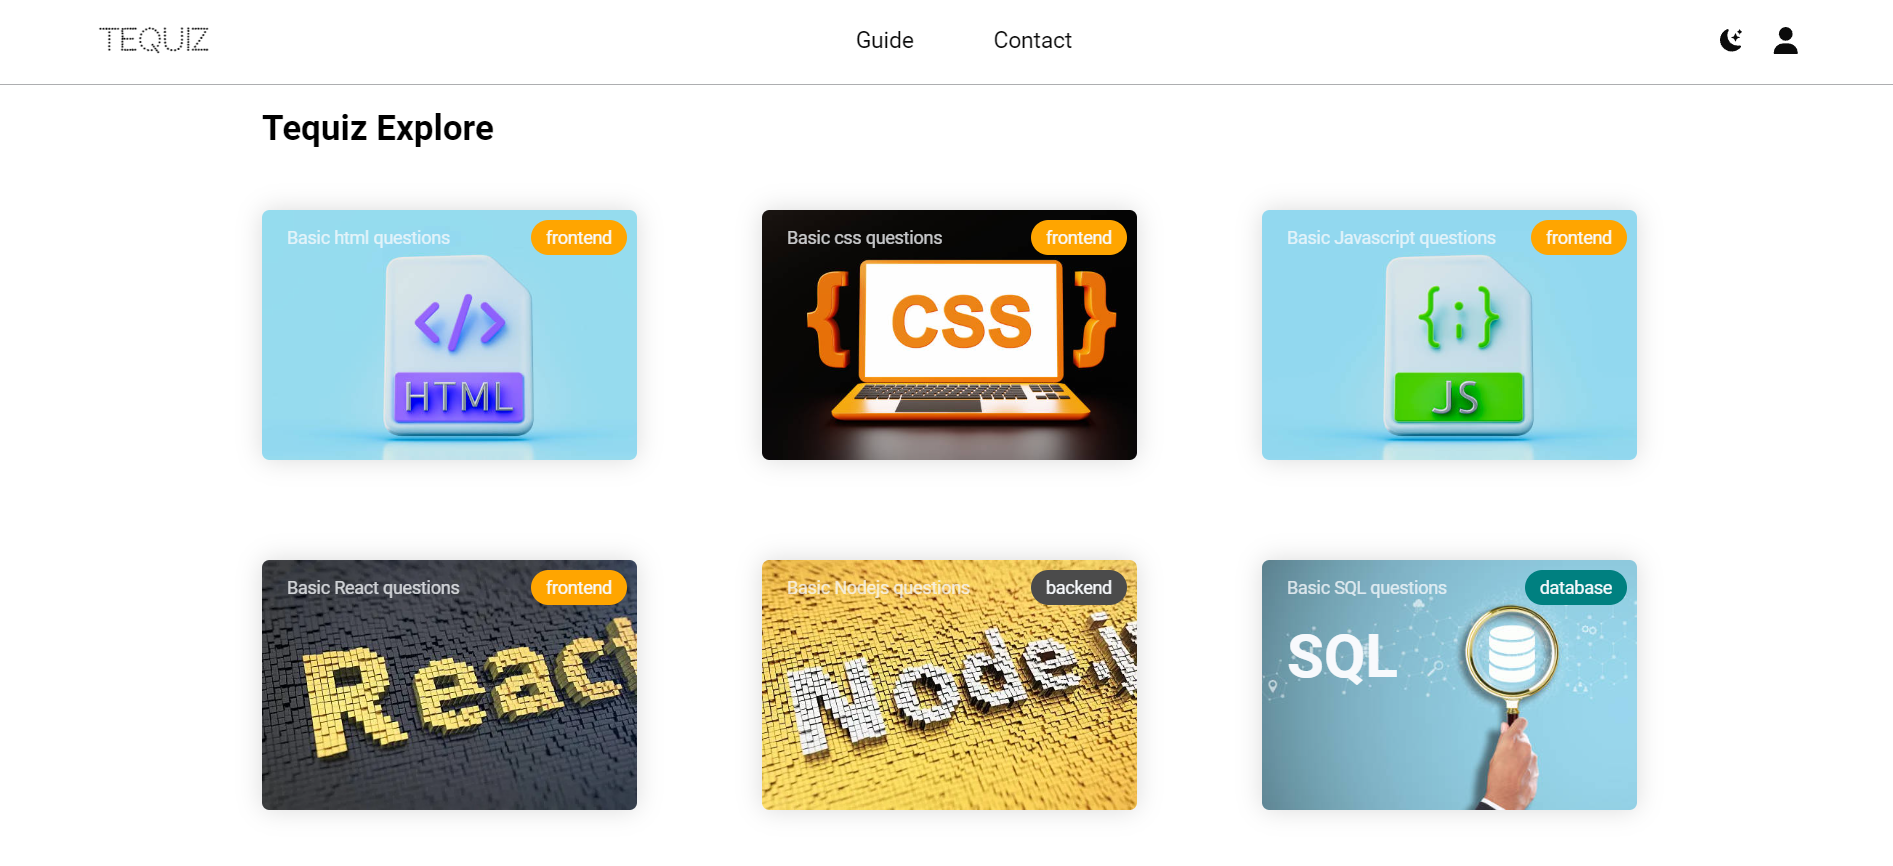 TEQUIZ
Guide
Contact
Tequiz Explore
Basic html questions
frontend
</>
HTML
Basic css questions
frontend
{ CSS }
Basic Javascript questions
frontend
{;}
JS
Basic React questions
frontend
React
Basic Nodejs questions
backend
Node.js
Basic SQL questions
database
SQL